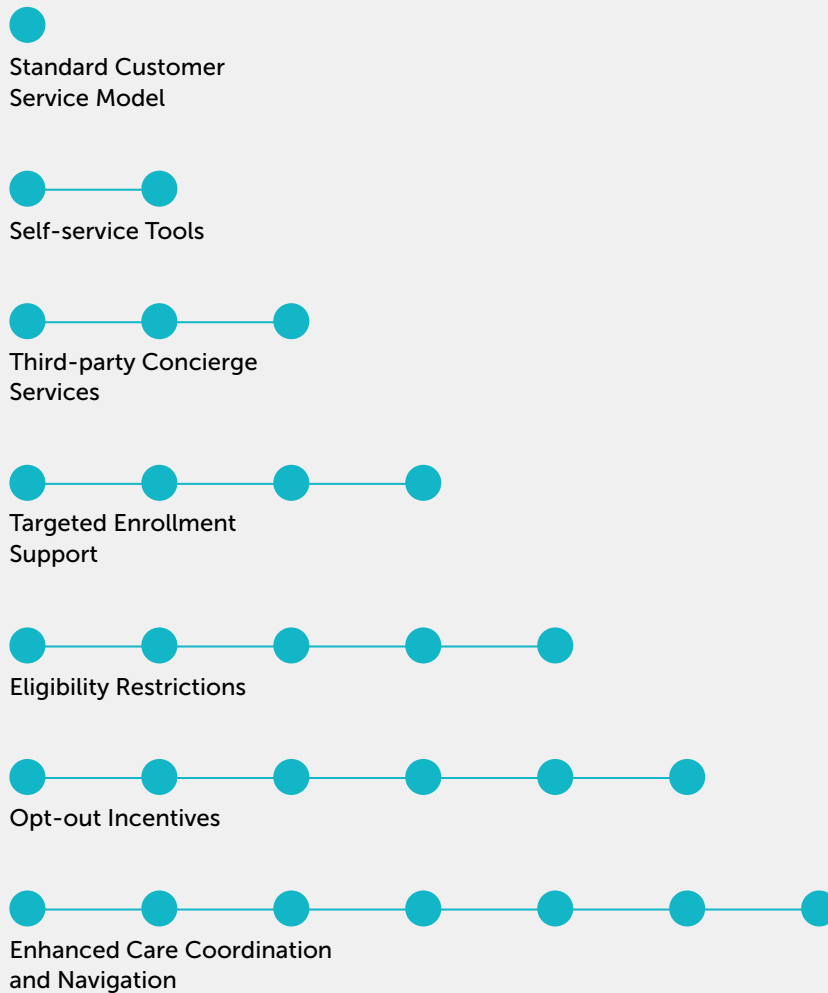 Standard Customer
Service Model
Self-service Tools
Third-party Concierge
Services
Targeted Enrollment
Support
Eligibility Restrictions
Opt-out Incentives
Enhanced Care Coordination
and Navigation